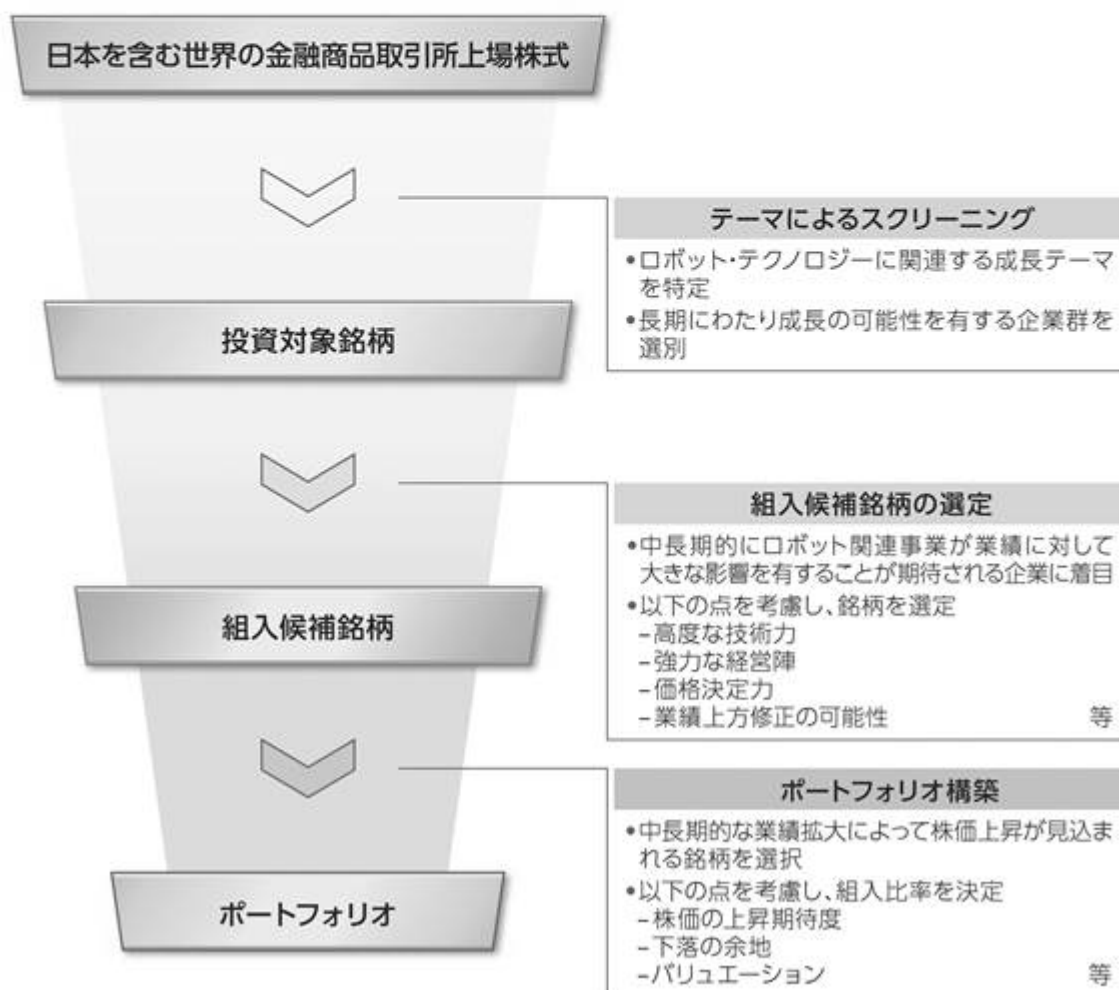 日本を含む世界の金融商品取引所上場株式
テーマによるスクリーニング
•ロボット・テクノロジーに関連する成長テーマ
を特定
•長期にわたり成長の可能性を有する企業群を
選別
投資対象銘柄
組入候補銘柄の選定
•中長期的にロボット関連事業が業績に対して
大きな影響を有することが期待される企業に着目
•以下の点を考慮し、銘柄を選定
−高度な技術力
−強力な経営陣
−価格決定力
−業績上方修正の可能性 等
組入候補銘柄
ポートフォリオ構築
•中長期的な業績拡大によって株価上昇が見込ま
れる銘柄を選択
•以下の点を考慮し、組入比率を決定
−株価の上昇期待度
−下落の余地
−バリュエーション 等
ポートフォリオ